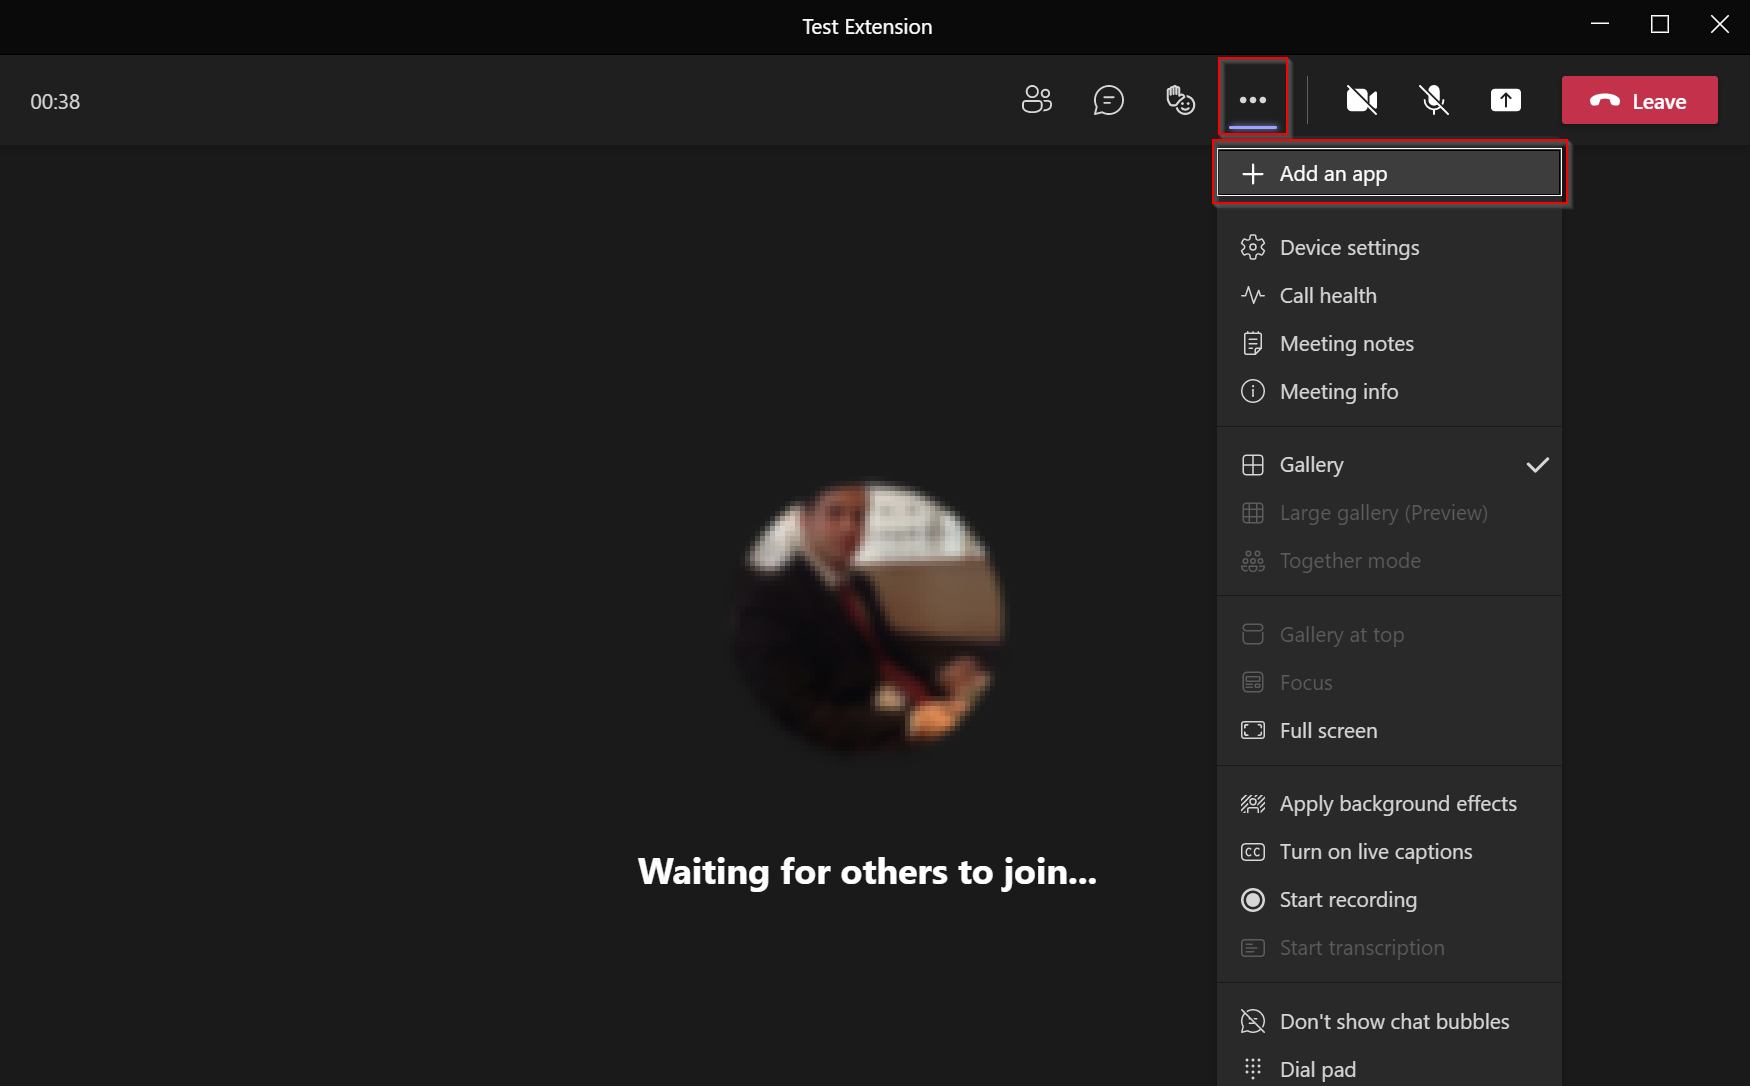 Test Extension
00:38
Leave
Add an app
Device settings
Call health
Meeting notes
Meeting info
Gallery
Large gallery (Preview)
Together mode
Gallery at top
Focus
Full screen
Apply background effects
CC Turn on live captions
Start recording
Start transcription
Don't show chat bubbles
Dial pad
Waiting for others to join...